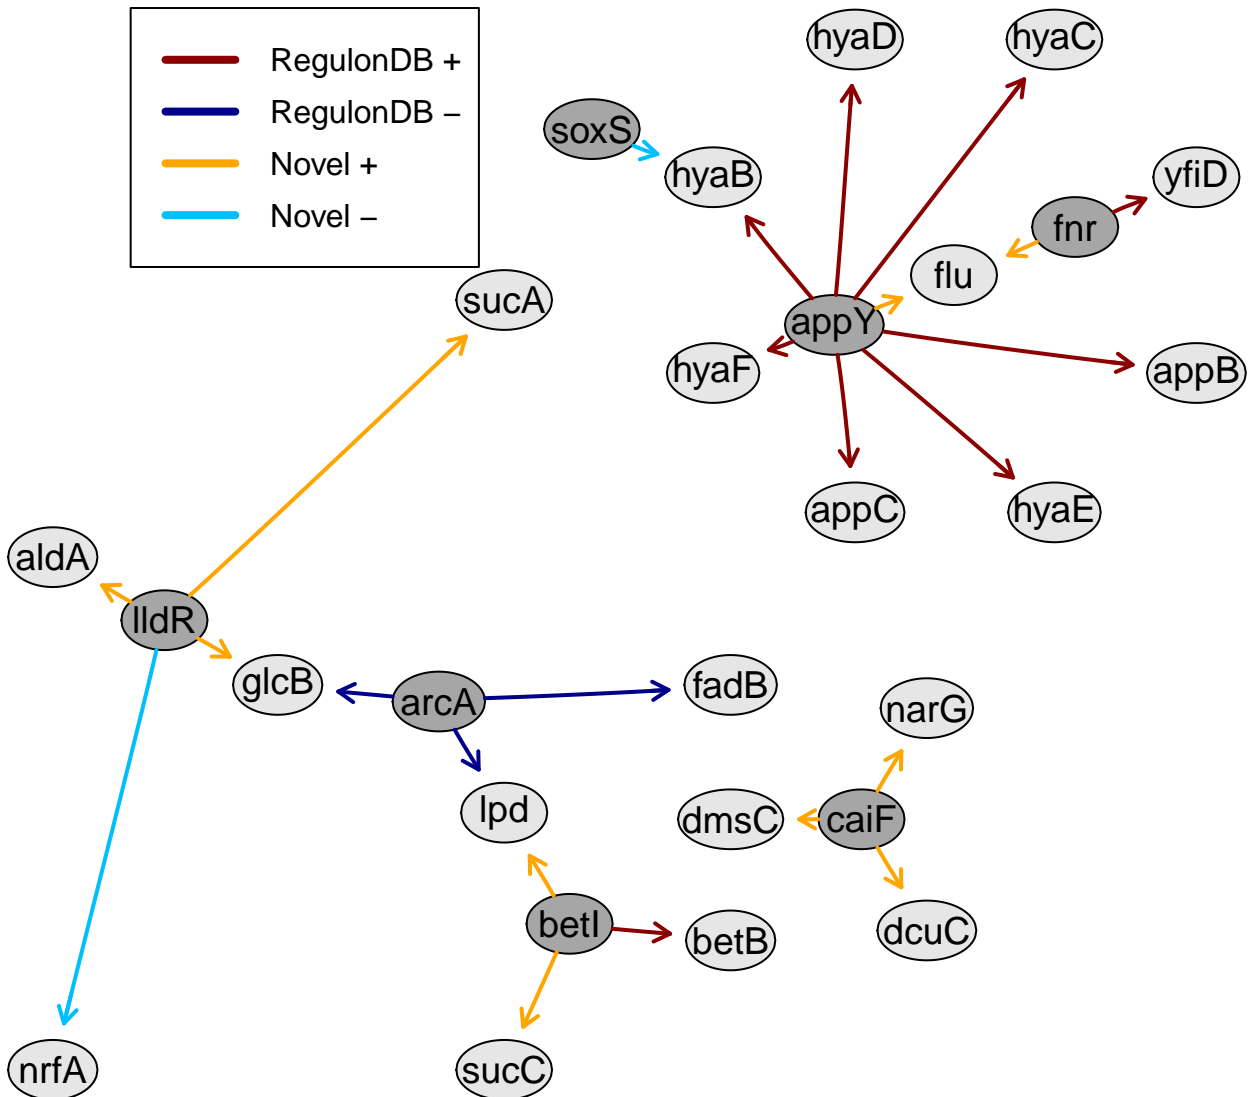 RegulonDB +
RegulonDB −
Novel +
Novel −
hyaD
hyaC
soxS
hyaB
yfiD
fnr
flu
sucA
appY
hyaF
appB
appC
hyaE
aldA
lldR
glcB
arcA
fadB
narG
lpd
dmsC
caiF
betI
betB
dcuC
nrfA
sucC